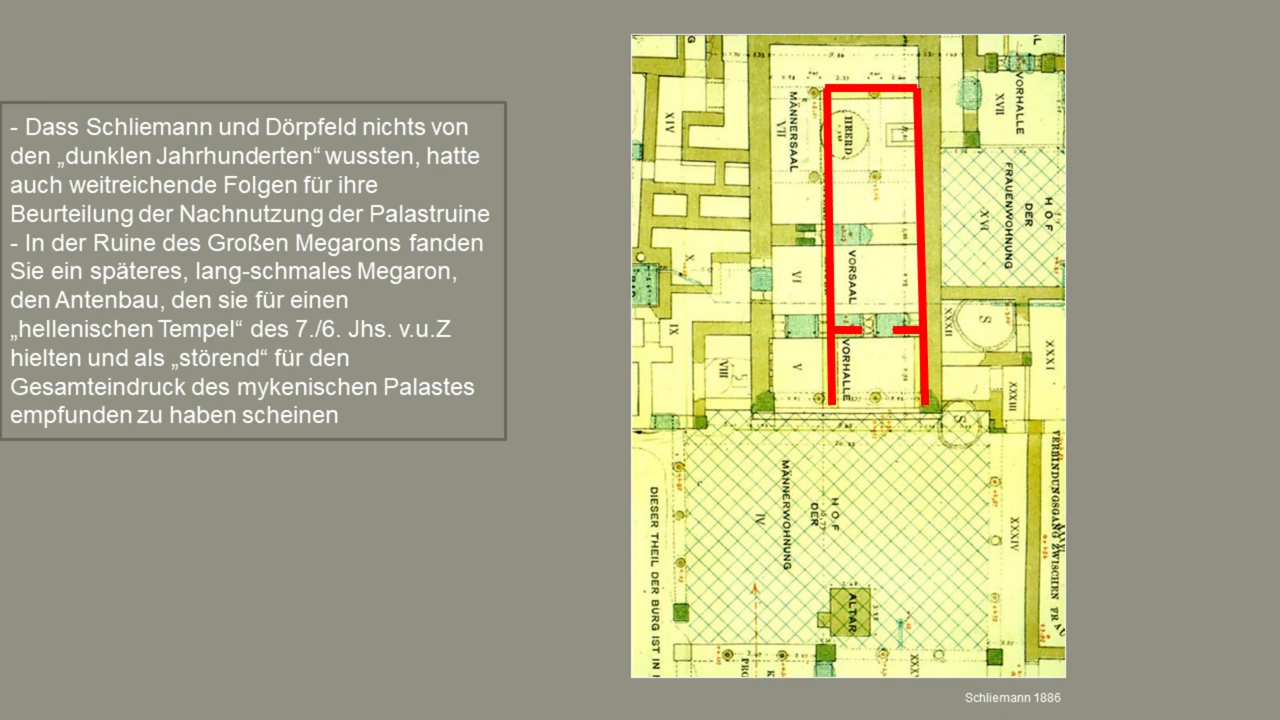 - Dass Schliemann und Dörpfeld nichts von
den „dunklen Jahrhunderten“ wussten, hatte
auch weitreichende Folgen für ihre
Beurteilung der Nachnutzung der Palastruine
- In der Ruine des Großen Megarons fanden
Sie ein späteres, lang-schmales Megaron,
den Antenbau, den sie für einen
„hellenischen Tempel“ des 7./6. Jhs. v.u.Z
hielten und als „störend“ für den
Gesamteindruck des mykenischen Palastes
empfunden zu haben scheinen
MÄNNERSAAL
VII
HEERD
VORSAAL
VI
VORHALLE
V
XIV
X
IX
VIII
VORHALLE
XVII
HOF
DER
FRAUENWOHNUNG
XVI
S
XXXII
XXXI
XXXIII
S
HOF
DER
MÄNNERWOHNUNG
IV
ALTAR
XXXIV
VERBINDUNGSGANG ZWISCHEN FRAU
DIESER THEIL DER BURG IST IN
Schliemann 1886